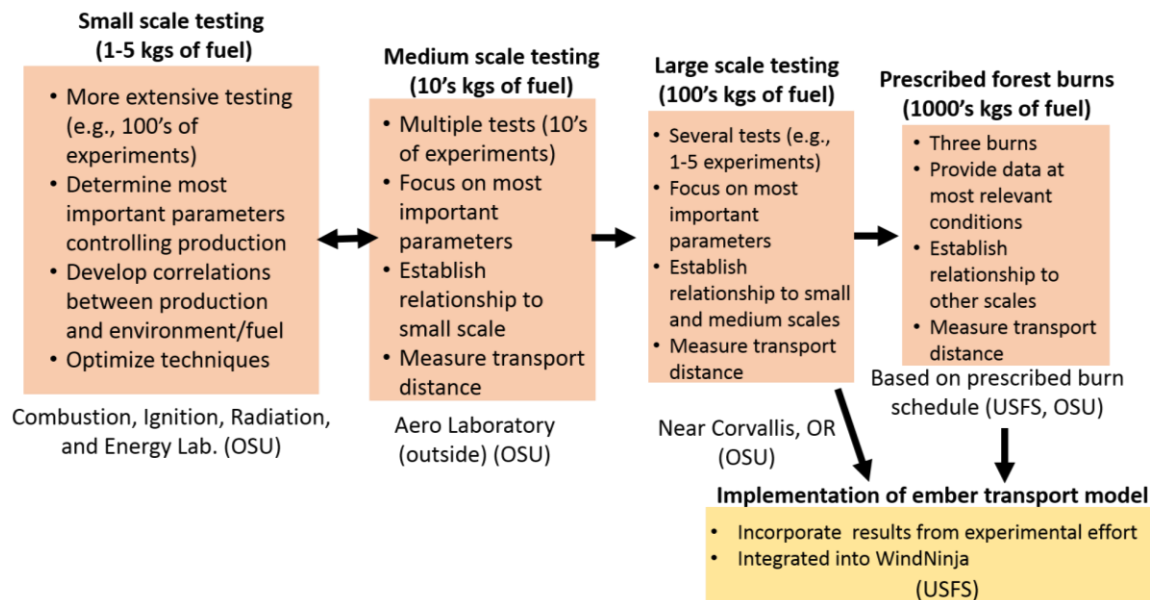 Small scale testing
(1-5 kgs of fuel)
• More extensive testing
(e.g., 100's of
experiments)
• Determine most
important parameters
controlling production
• Develop correlations
between production
and environment/fuel
• Optimize techniques
Combustion, Ignition, Radiation,
and Energy Lab. (OSU)
Medium scale testing
(10's kgs of fuel)
• Multiple tests (10's
of experiments)
• Focus on most
important
parameters
• Establish
relationship to
small scale
• Measure transport
distance
Aero Laboratory
(outside) (OSU)
Large scale testing
(100's kgs of fuel)
• Several tests (e.g.,
1-5 experiments)
• Focus on most
important
parameters
• Establish
relationship to small
and medium scales
• Measure transport
distance
Near Corvallis, OR
(OSU)
Prescribed forest burns
(1000's kgs of fuel)
• Three burns
• Provide data at
most relevant
conditions
• Establish
relationship to
other scales
• Measure transport
distance
Based on prescribed burn
schedule (USFS, OSU)
Implementation of ember transport model
• Incorporate results from experimental effort
• Integrated into WindNinja
(USFS)